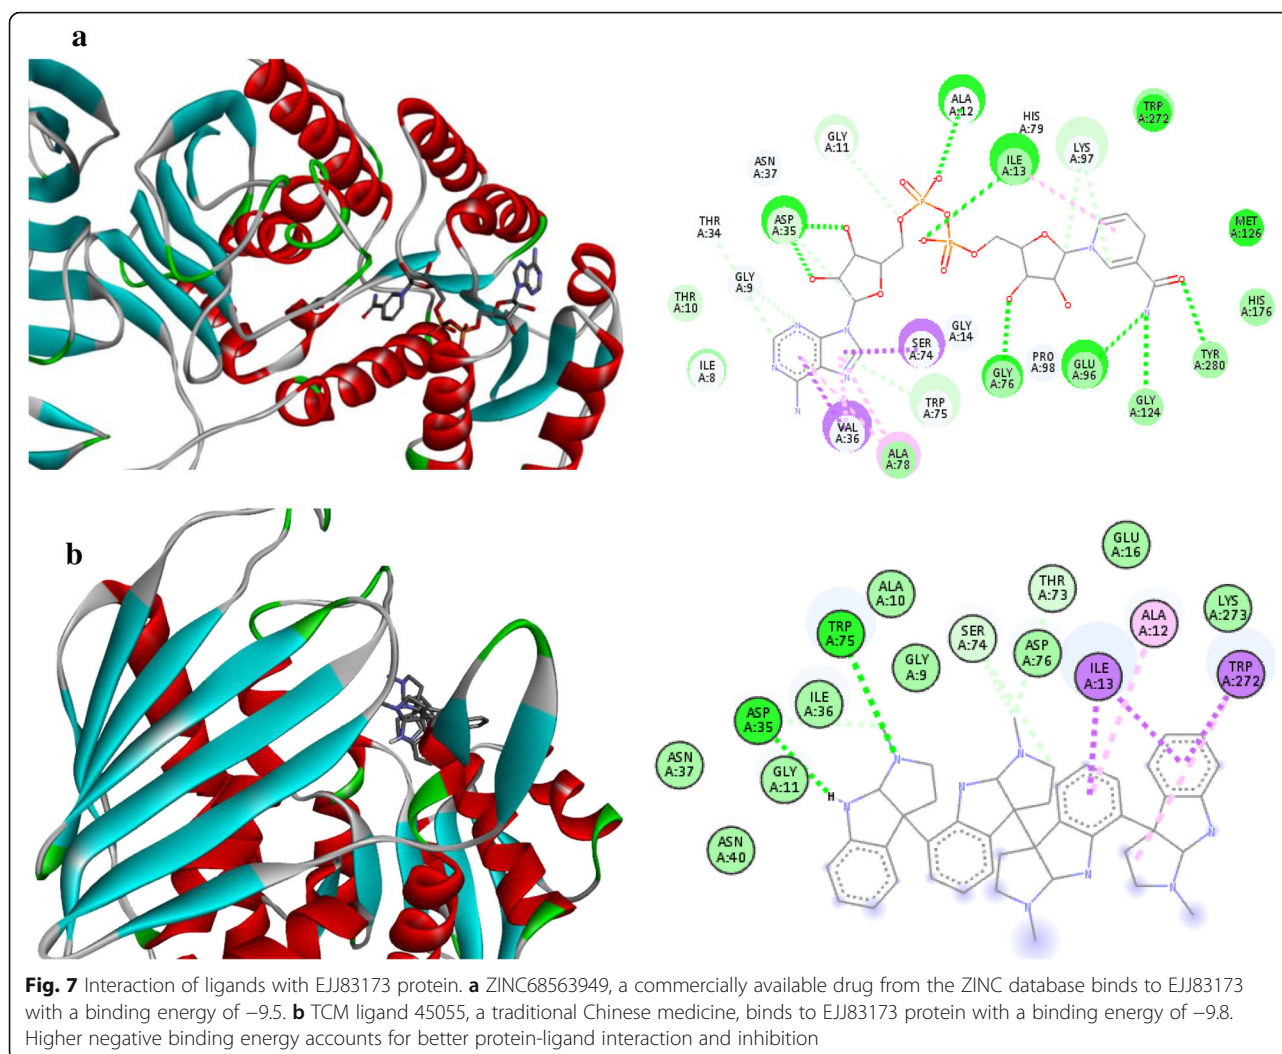 a
ALA
A:12
HIS
A:79
TRP
A:272
GLY
A:11
ILE
A:13
LYS
A:97
ASN
A:37
ASP
A:35
THR
A:34
MET
A:126
GLY
A:9
THR
A:10
HIS
A:176
SER
A:74
GLY
A:14
ILE
A:8
PRO
A:98
GLU
A:96
TYR
A:280
GLY
A:76
TRP
A:75
GLY
A:124
VAL
A:36
ALA
A:78
O
O
O
O
O
O
O
O
O
O
O
O
O
O
P
P
N
N
N
N
N
N
N
b
GLU
A:16
THR
A:73
ALA
A:10
LYS
A:273
ALA
A:12
TRP
A:75
SER
A:74
ASP
A:76
GLY
A:9
ILE
A:13
TRP
A:272
ILE
A:36
ASP
A:35
ASN
A:37
GLY
A:11
ASN
A:40
H
N
N
N
N
N
N
N
N
Fig. 7 Interaction of ligands with EJJ83173 protein. a ZINC68563949, a commercially available drug from the ZINC database binds to EJJ83173
with a binding energy of −9.5. b TCM ligand 45055, a traditional Chinese medicine, binds to EJJ83173 protein with a binding energy of −9.8.
Higher negative binding energy accounts for better protein-ligand interaction and inhibition